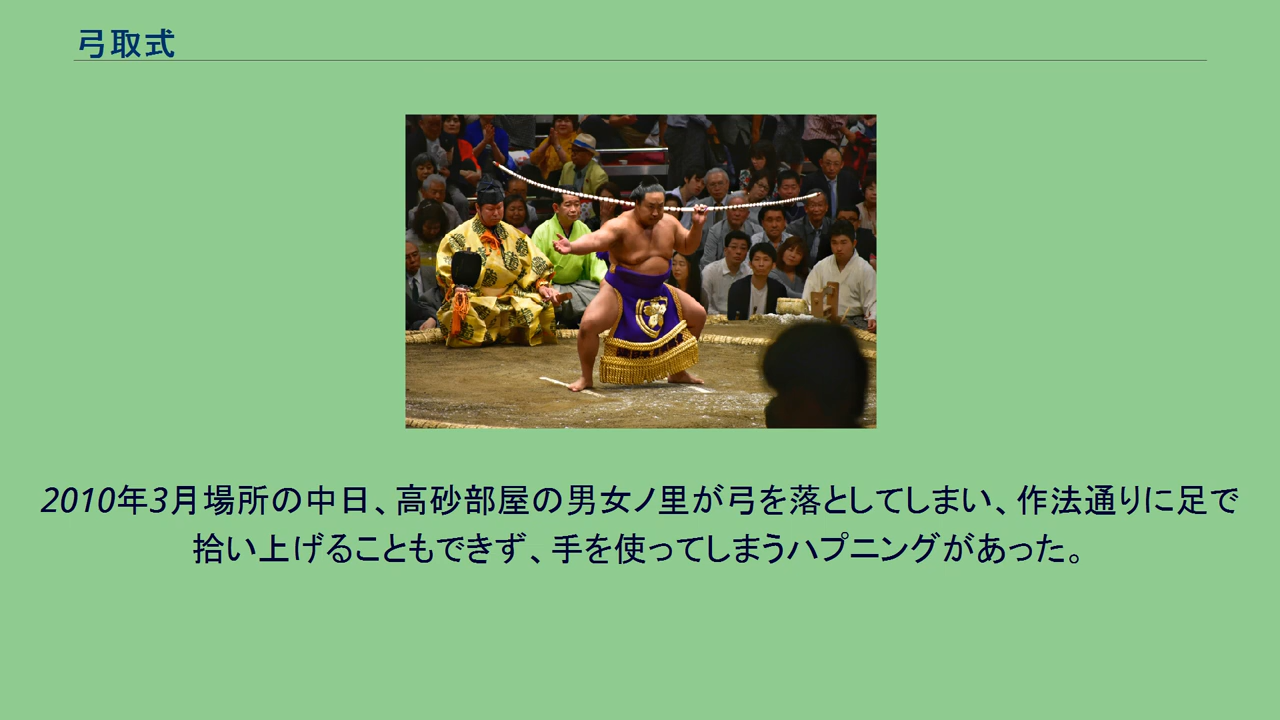 弓取式
2010年3月場所の中日、高砂部屋の男女ノ里が弓を落としてしまい、作法通りに足で
拾い上げることもできず、手を使ってしまうハプニングがあった。